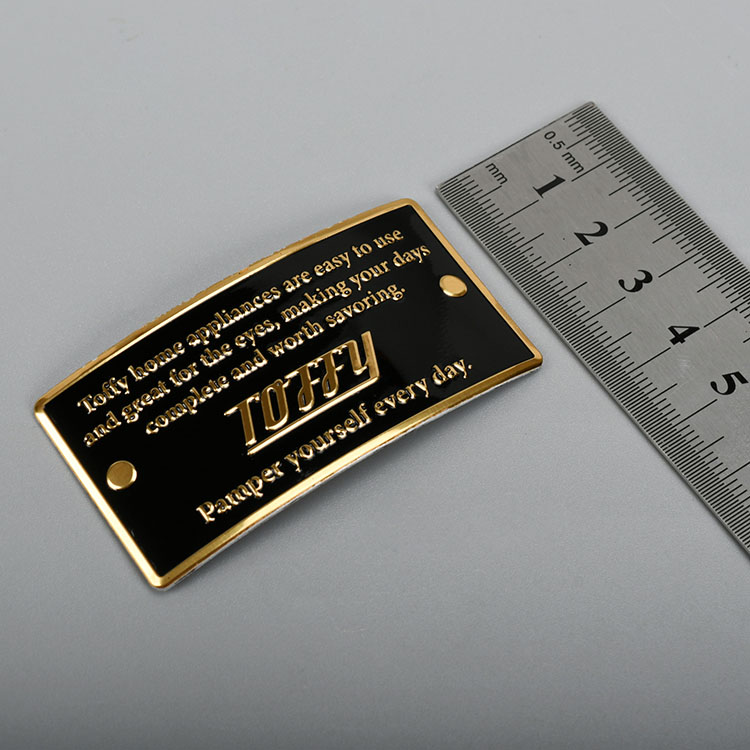 Toffy home appliances are easy to use
and great for the eyes, making your days
complete and worth savoring.
TOFFY
Pamper yourself every day.
0.5 mm
mm
1
2
3
4
5